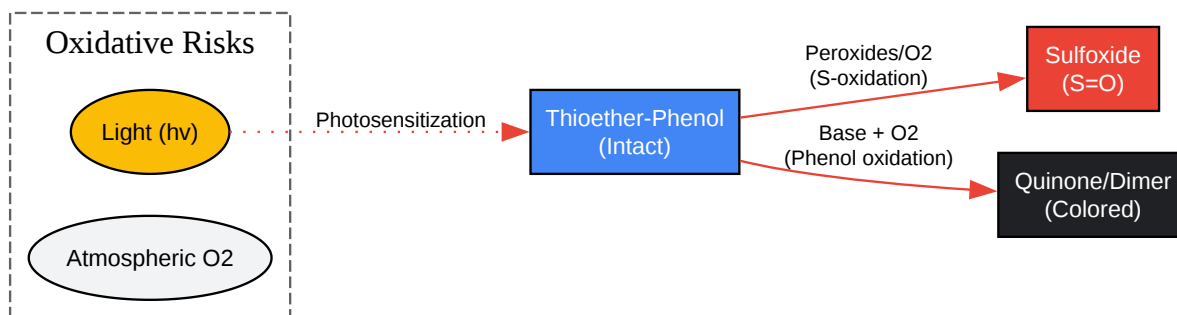 Oxidative Risks
Light (hv)
Atmospheric O2
Photosensitization
Thioether-Phenol
(Intact)
Peroxides/O2
(S-oxidation)
Base + O2
(Phenol oxidation)
Sulfoxide
(S=O)
Quinone/Dimer
(Colored)